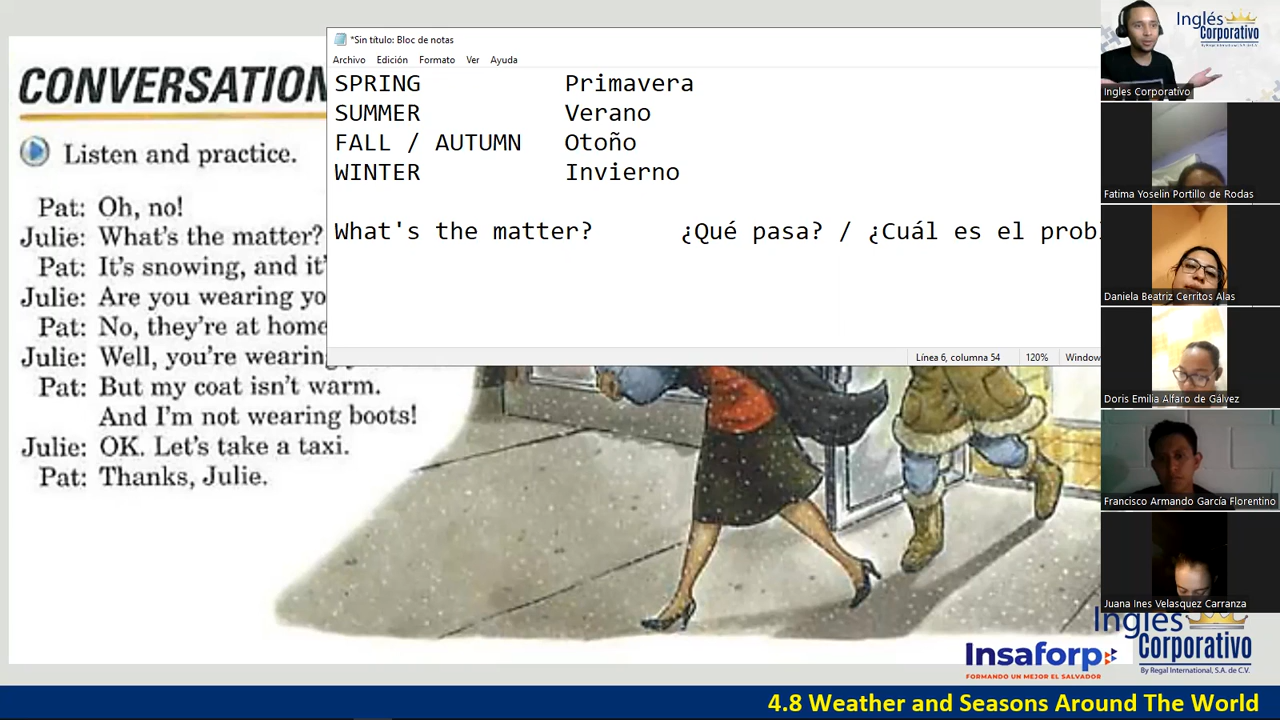 CONVERSATION
Listen and practice.
Pat: Oh, no!
Julie: What's the matter?
Pat: It's snowing, and it'
Julie: Are you wearing yo
Pat: No, they're at home
Julie: Well, you're wearing
Pat: But my coat isn't warm.
And I'm not wearing boots!
Julie: OK. Let's take a taxi.
Pat: Thanks, Julie.
*Sin título: Bloc de notas
Archivo Edición Formato Ver Ayuda
SPRING Primavera
SUMMER Verano
FALL / AUTUMN Otoño
WINTER Invierno
What's the matter? ¿Qué pasa? / ¿Cuál es el probl
Línea 6, columna 54 120% Window
Inglés
Corporativo
By Regal International, S.A. de C.V.
Ingles Corporativo
Fatima Yoselin Portillo de Rodas
Daniela Beatriz Cerritos Alas
Doris Emilia Alfaro de Gálvez
Francisco Armando García Florentino
Juana Ines Velasquez Carranza
Insaforp
FORMANDO UN MEJOR EL SALVADOR
Inglés
Corporativo
By Regal International, S.A. de C.V.
4.8 Weather and Seasons Around The World